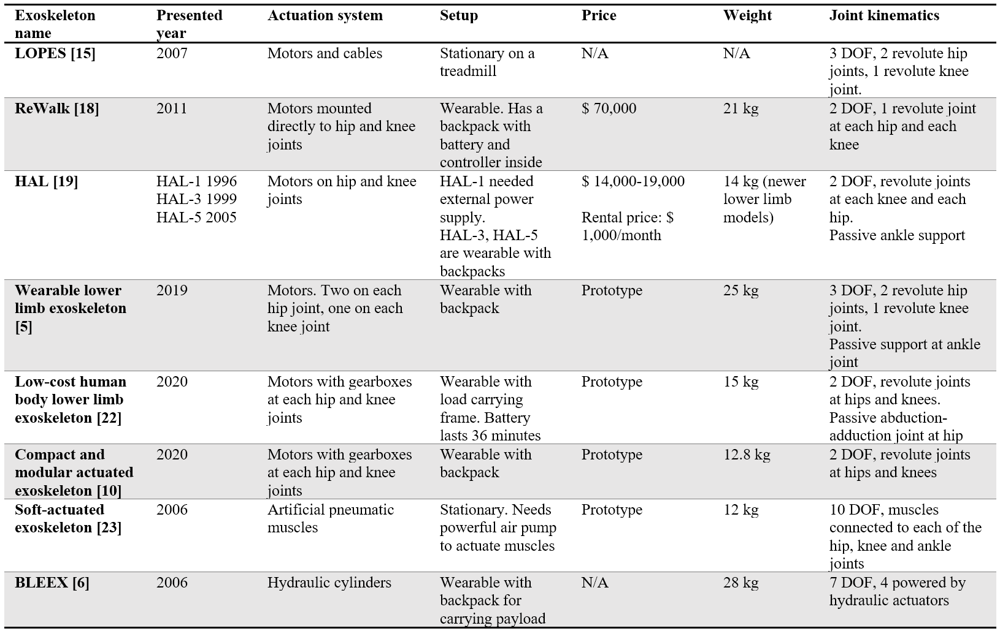 Exoskeleton name
Presented year
Actuation system
Setup
Price
Weight
Joint kinematics
LOPES [15]
2007
Motors and cables
Stationary on a
treadmill
N/A
N/A
3 DOF, 2 revolute hip
joints, 1 revolute knee
joint.
ReWalk [18]
2011
Motors mounted
directly to hip and knee
joints
Wearable. Has a
backpack with
battery and
controller inside
$ 70,000
21 kg
2 DOF, 1 revolute joint
at each hip and each
knee
HAL [19]
HAL-1 1996
HAL-3 1999
HAL-5 2005
Motors on hip and knee
joints
HAL-1 needed
external power
supply.
HAL-3, HAL-5
are wearable with
backpacks
$ 14,000-19,000
Rental price: $
1,000/month
14 kg (newer
lower limb
models)
2 DOF, revolute joints
at each knee and each
hip.
Passive ankle support
Wearable lower
limb exoskeleton
[5]
2019
Motors. Two on each
hip joint, one on each
knee joint
Wearable with
backpack
Prototype
25 kg
3 DOF, 2 revolute hip
joints, 1 revolute knee
joint.
Passive support at ankle
joint
Low-cost human
body lower limb
exoskeleton [22]
2020
Motors with gearboxes
at each hip and knee
joints
Wearable with
load carrying
frame. Battery
lasts 36 minutes
Prototype
15 kg
2 DOF, revolute joints
at hips and knees.
Passive abduction-
adduction joint at hip
Compact and
modular actuated
exoskeleton [10]
2020
Motors with gearboxes
at each hip and knee
joints
Wearable with
backpack
Prototype
12.8 kg
2 DOF, revolute joints
at hips and knees
Soft-actuated
exoskeleton [23]
2006
Artificial pneumatic
muscles
Stationary. Needs
powerful air pump
to actuate muscles
Prototype
12 kg
10 DOF, muscles
connected to each of the
hip, knee and ankle
joints
BLEEX [6]
2006
Hydraulic cylinders
Wearable with
backpack for
carrying payload
N/A
28 kg
7 DOF, 4 powered by
hydraulic actuators